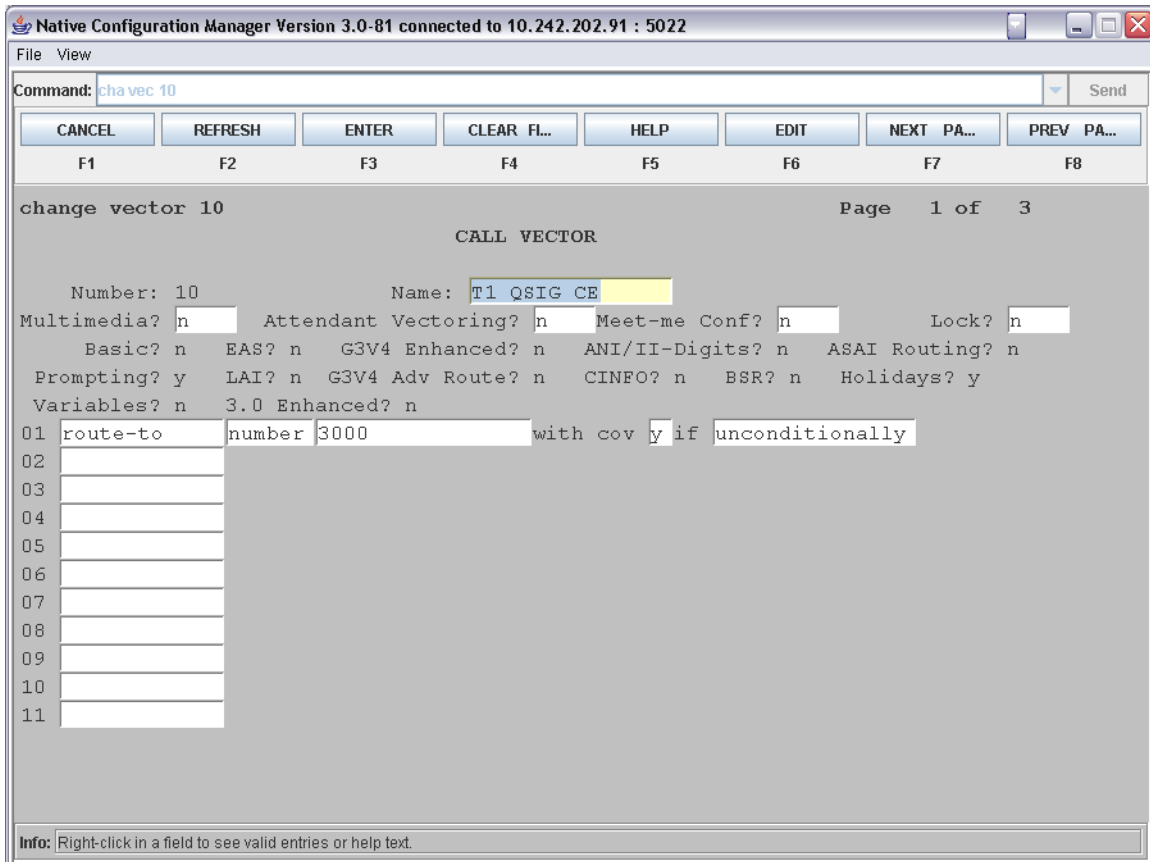 Native Configuration Manager Version 3.0-81 connected to 10.242.202.91 : 5022
File View
Command: cha vec 10 Send
CANCEL REFRESH ENTER CLEAR FI... HELP EDIT NEXT PA... PREV PA...
F1 F2 F3 F4 F5 F6 F7 F8
change vector 10 Page 1 of 3
CALL VECTOR
Number: 10 Name: T1 QSIG CE
Multimedia? n Attendant Vectoring? n Meet-me Conf? n Lock? n
Basic? n EAS? n G3V4 Enhanced? n ANI/II-Digits? n ASAI Routing? n
Prompting? y LAI? n G3V4 Adv Route? n CINFO? n BSR? n Holidays? y
Variables? n 3.0 Enhanced? n
01 route-to number 3000 with cov y if unconditionally
02
03
04
05
06
07
08
09
10
11
Info: Right-click in a field to see valid entries or help text.